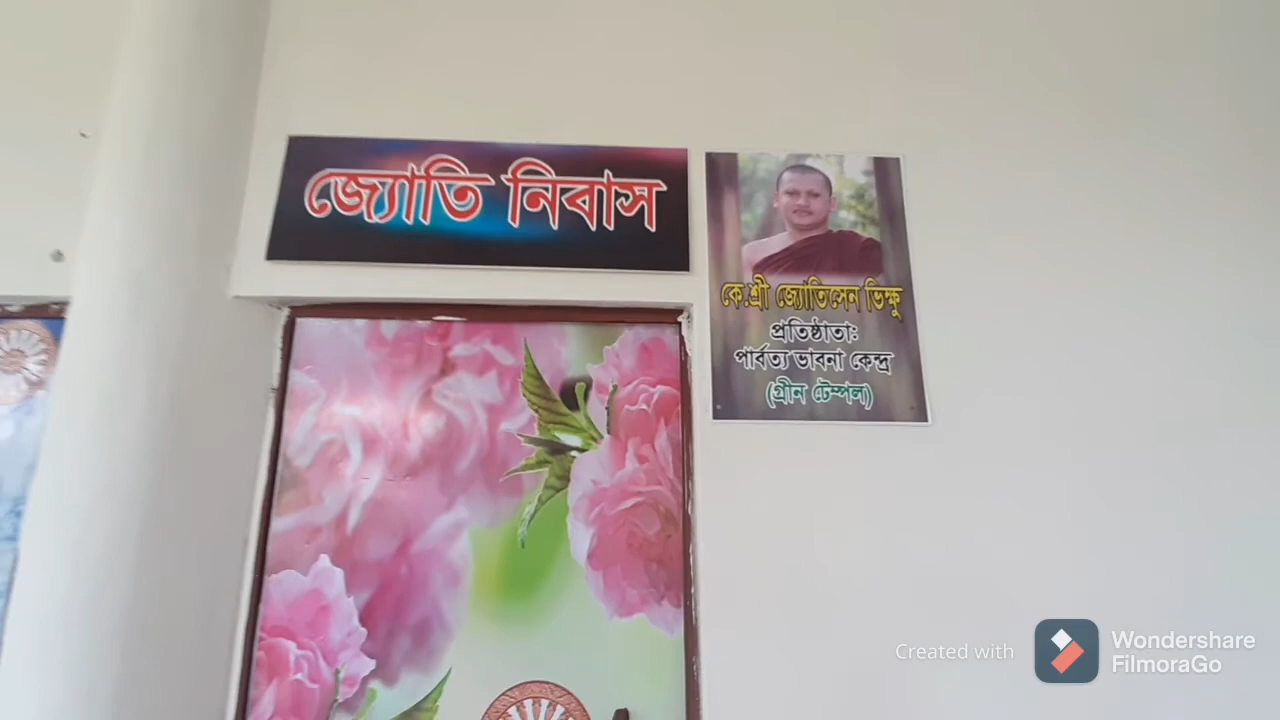 জ্যোতি নিবাস
কে.শ্রী জ্যোতিসেন ভিক্ষু
প্রতিষ্ঠাতাঃ
পার্বত্য ভাবনা কেন্দ্র
(গ্রীন টেম্পল)
Created with
Wondershare
FilmoraGo